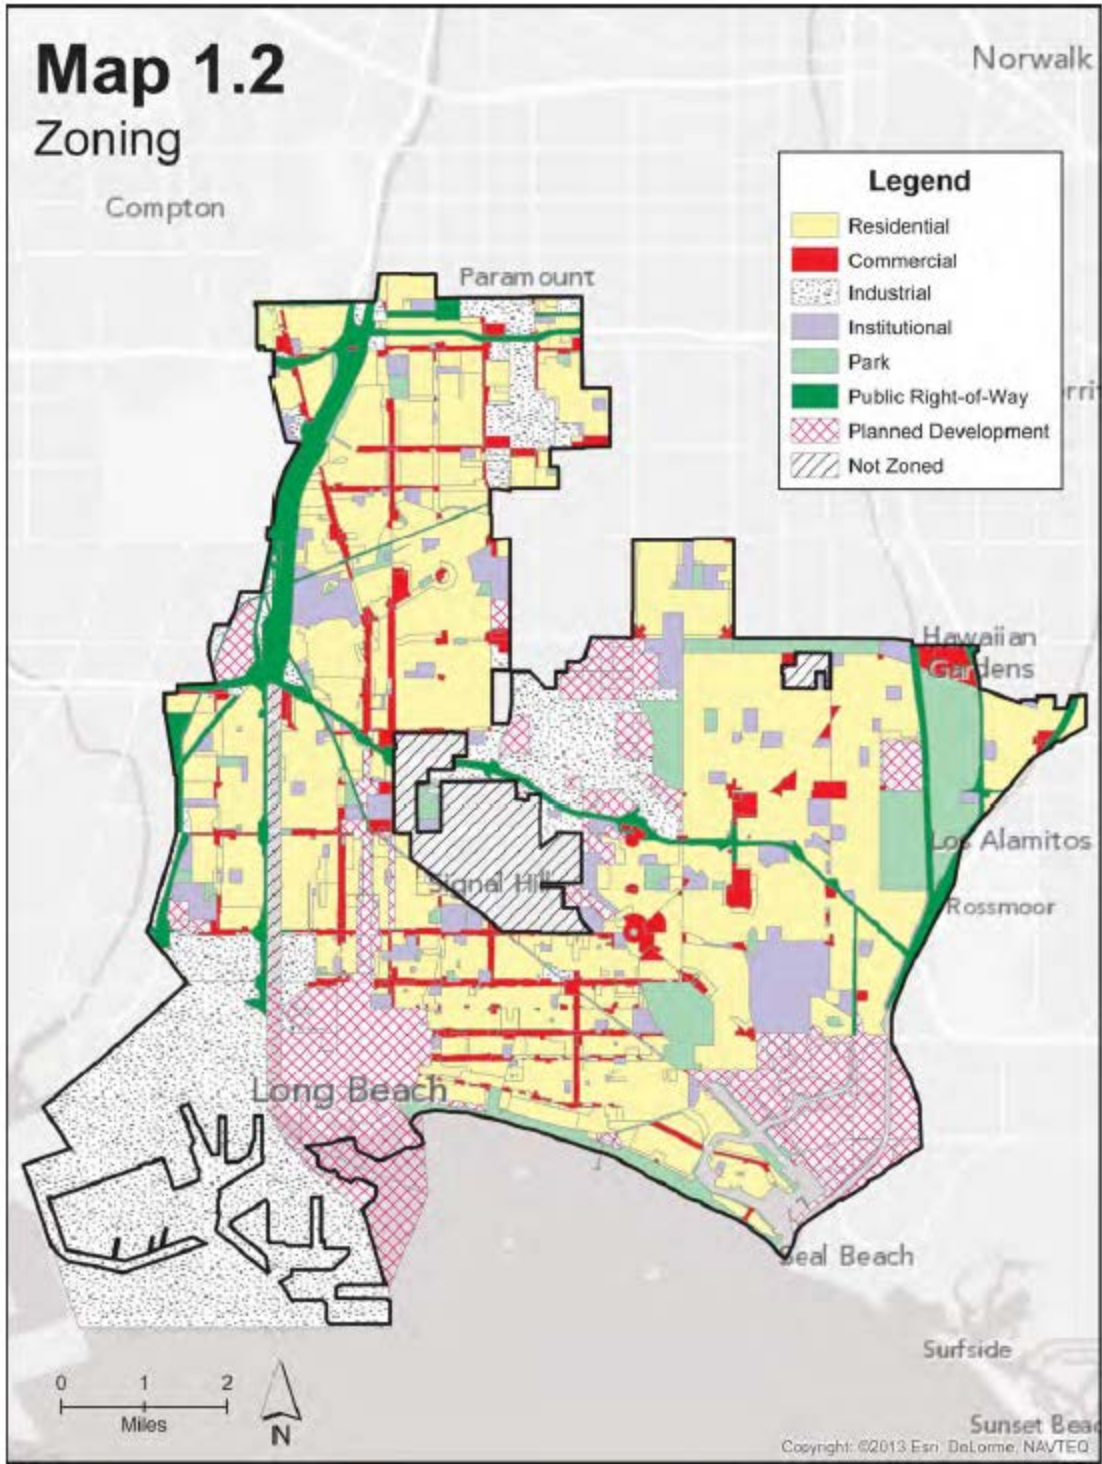 Map 1.2
Zoning
Norwalk
Compton
Legend
Residential
Commercial
Industrial
Institutional
Park
Public Right-of-Way
Planned Development
Not Zoned
Paramount
Hawaiian
Gardens
Los Alamitos
Signal Hill
Rossmoor
Long Beach
Seal Beach
Surfside
Sunset Beac
0 1 2
Miles
N
Copyright: ©2013 Esri, DeLorme, NAVTEQ